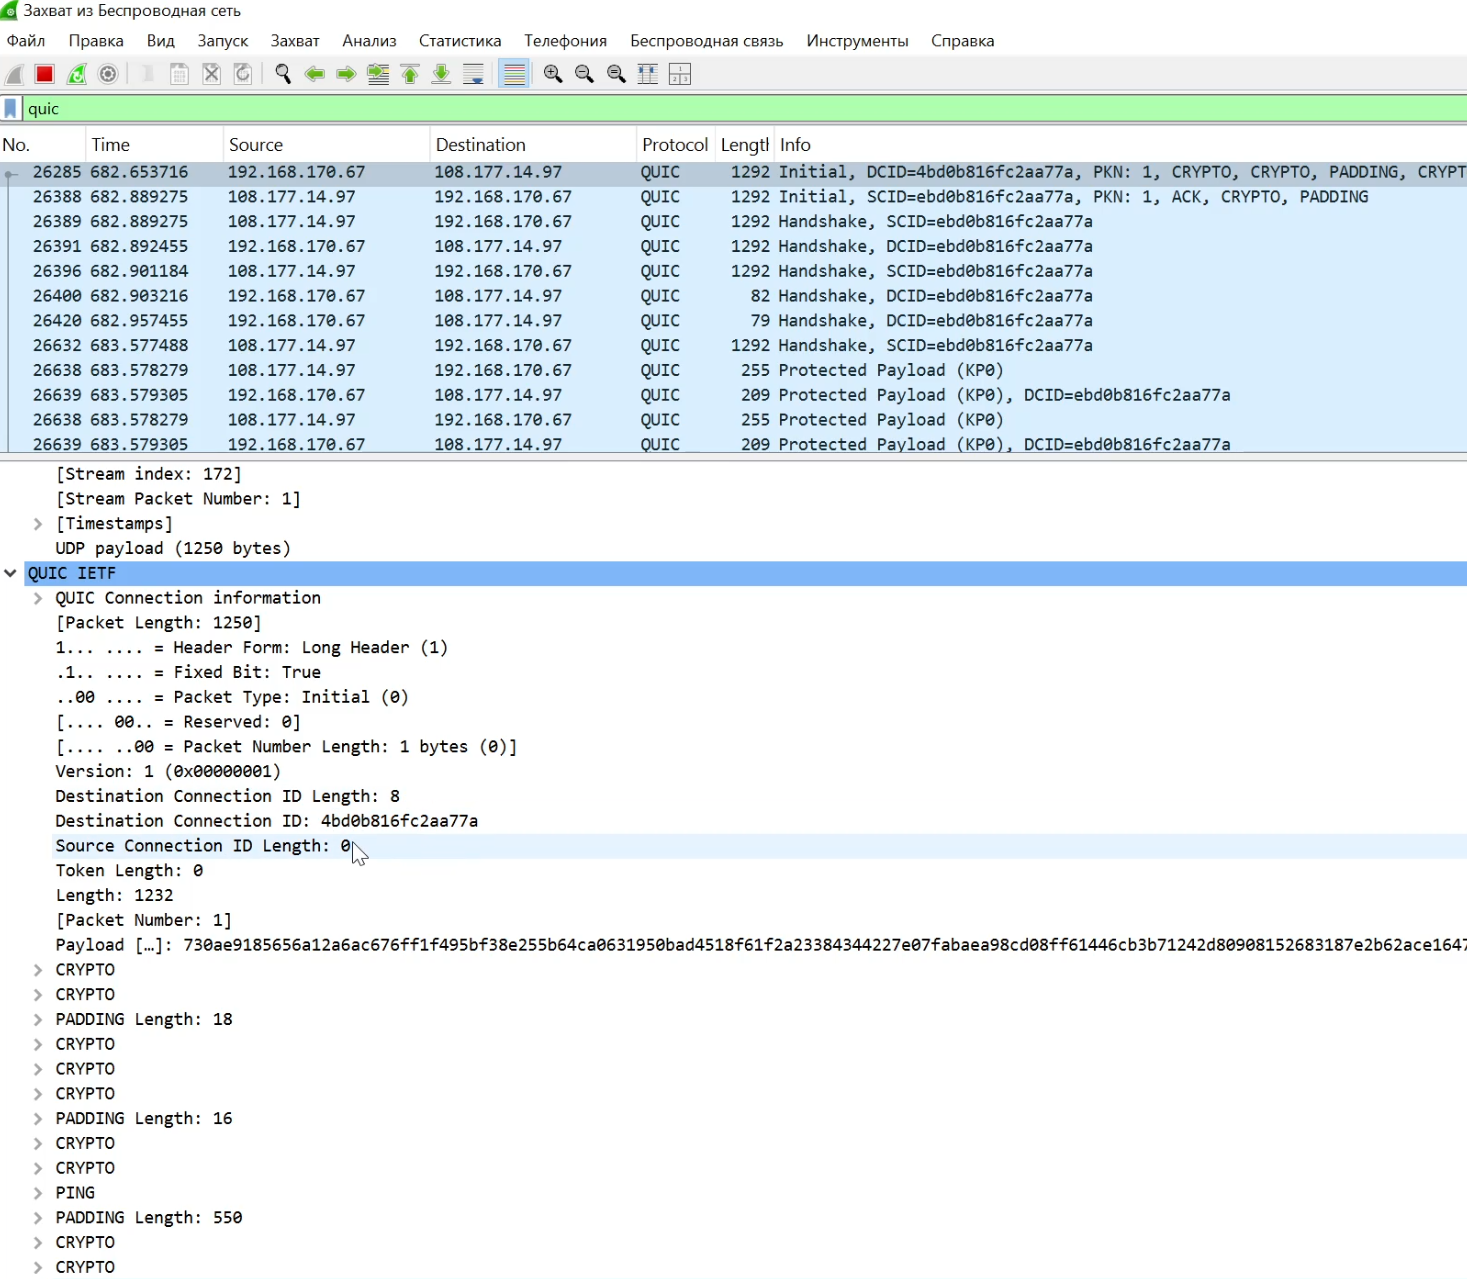 Захват из Беспроводная сеть
Файл Правка Вид Запуск Захват Анализ Статистика Телефония Беспроводная связь Инструменты Справка
quic
No. Time Source Destination Protocol Lengtl Info
26285 682.653716 192.168.170.67 108.177.14.97 QUIC 1292 Initial, DCID=4bd0b816fc2aa77a, PKN: 1, CRYPTO, CRYPTO, PADDING, CRYPT
26388 682.889275 108.177.14.97 192.168.170.67 QUIC 1292 Initial, SCID=ebd0b816fc2aa77a, PKN: 1, ACK, CRYPTO, PADDING
26389 682.889275 108.177.14.97 192.168.170.67 QUIC 1292 Handshake, SCID=ebd0b816fc2aa77a
26391 682.892455 192.168.170.67 108.177.14.97 QUIC 1292 Handshake, DCID=ebd0b816fc2aa77a
26396 682.901184 108.177.14.97 192.168.170.67 QUIC 1292 Handshake, SCID=ebd0b816fc2aa77a
26400 682.903216 192.168.170.67 108.177.14.97 QUIC 82 Handshake, DCID=ebd0b816fc2aa77a
26420 682.957455 192.168.170.67 108.177.14.97 QUIC 79 Handshake, DCID=ebd0b816fc2aa77a
26632 683.577488 108.177.14.97 192.168.170.67 QUIC 1292 Handshake, SCID=ebd0b816fc2aa77a
26638 683.578279 108.177.14.97 192.168.170.67 QUIC 255 Protected Payload (KP0)
26639 683.579305 192.168.170.67 108.177.14.97 QUIC 209 Protected Payload (KP0), DCID=ebd0b816fc2aa77a
26638 683.578279 108.177.14.97 192.168.170.67 QUIC 255 Protected Payload (KP0)
26639 683.579305 192.168.170.67 108.177.14.97 QUIC 209 Protected Payload (KP0), DCID=ebd0b816fc2aa77a
[Stream index: 172]
[Stream Packet Number: 1]
[Timestamps]
UDP payload (1250 bytes)
QUIC IETF
QUIC Connection information
[Packet Length: 1250]
1... .... = Header Form: Long Header (1)
.1.. .... = Fixed Bit: True
..00 .... = Packet Type: Initial (0)
[.... 00.. = Reserved: 0]
[.... ..00 = Packet Number Length: 1 bytes (0)]
Version: 1 (0x00000001)
Destination Connection ID Length: 8
Destination Connection ID: 4bd0b816fc2aa77a
Source Connection ID Length: 0
Token Length: 0
Length: 1232
[Packet Number: 1]
Payload […]: 730ae9185656a12a6ac676ff1f495bf38e255b64ca0631950bad4518f61f2a23384344227e07fabaea98cd08ff61446cb3b71242d80908152683187e2b62ace1647
CRYPTO
CRYPTO
PADDING Length: 18
CRYPTO
CRYPTO
CRYPTO
PADDING Length: 16
CRYPTO
CRYPTO
PING
PADDING Length: 550
CRYPTO
CRYPTO